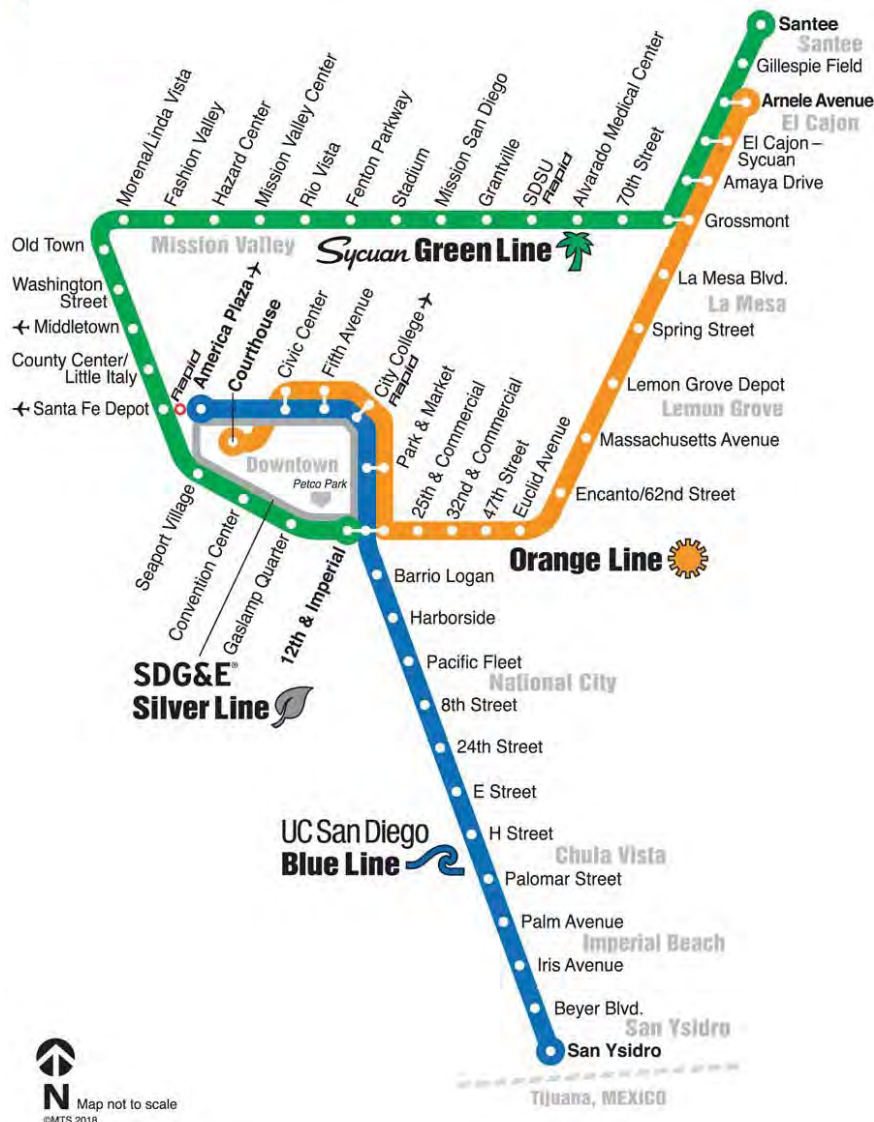 Santee
Santee
Gillespie Field
Arnele Avenue
El Cajon
El Cajon–
Sycuan
Amaya Drive
Grossmont
La Mesa Blvd.
La Mesa
Spring Street
Lemon Grove Depot
Lemon Grove
Massachusetts Avenue
Encanto/62nd Street
Morena/Linda Vista
Fashion Valley
Hazard Center
Mission Valley Center
Rio Vista
Fenton Parkway
Stadium
Mission San Diego
Grantville
SDSU
Rapid
Alvarado Medical Center
70th Street
Mission Valley
Sycuan Green Line
Old Town
Washington
Street
Middletown
County Center/
Little Italy
Santa Fe Depot
Rapid
America Plaza
Courthouse
Civic Center
Fifth Avenue
City College
Rapid
Park & Market
25th & Commercial
32nd & Commercial
47th Street
Euclid Avenue
Downtown
Petco Park
Orange Line
Seaport Village
Convention Center
Gaslamp Quarter
12th & Imperial
SDG&E®
Silver Line
Barrio Logan
Harborside
Pacific Fleet
National City
8th Street
24th Street
E Street
H Street
UC San Diego
Blue Line
Chula Vista
Palomar Street
Palm Avenue
Imperial Beach
Iris Avenue
Beyer Blvd.
San Ysidro
San Ysidro
Tijuana, MEXICO
N Map not to scale
©MTS 2018